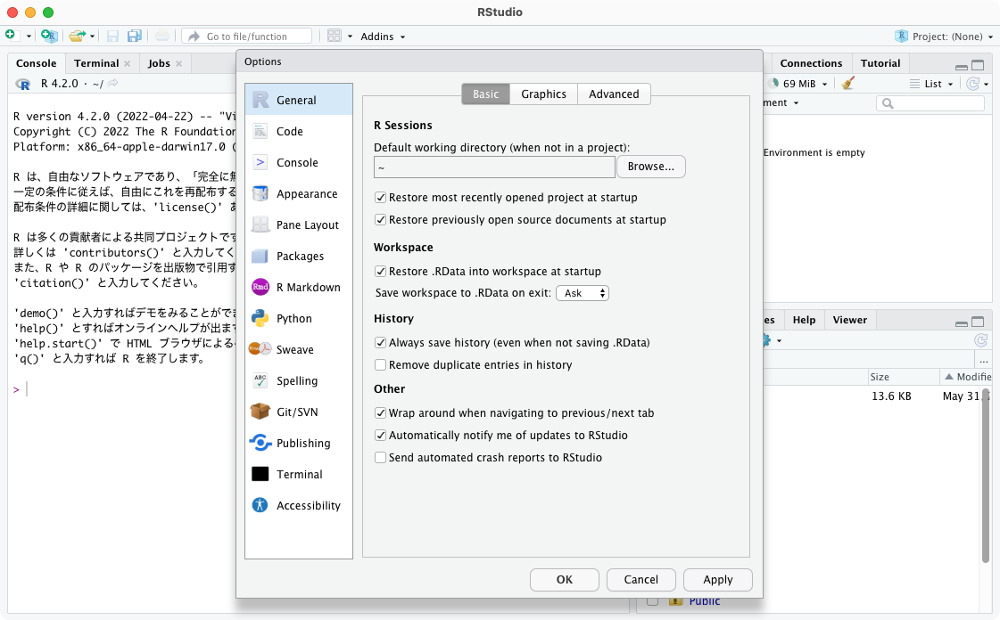 RStudio
Go to file/function
Addins
Project: (None)
Console
Terminal
Jobs
R 4.2.0 · ~/
R version 4.2.0 (2022-04-22) -- "Vi
Copyright (C) 2022 The R Foundation
Platform: x86_64-apple-darwin17.0 (
R は、自由なソフトウェアであり、「完全に無
一定の条件に従えば、自由にこれを再配布する
配布条件の詳細に関しては、'license()' あ
R は多くの貢献者による共同プロジェクトです
詳しくは 'contributors()' と入力してく
また、R や R のパッケージを出版物で引用す
'citation()' と入力してください。
'demo()' と入力すればデモをみることができま
'help()' とすればオンラインヘルプが出ます
'help.start()' で HTML ブラウザによるヘ
'q()' と入力すれば R を終了します。
>
Options
General
Code
Console
Appearance
Pane Layout
Packages
R Markdown
Python
Sweave
Spelling
Git/SVN
Publishing
Terminal
Accessibility
Basic
Graphics
Advanced
R Sessions
Default working directory (when not in a project):
~
Browse...
Restore most recently opened project at startup
Restore previously open source documents at startup
Workspace
Restore .RData into workspace at startup
Save workspace to .RData on exit:
Ask
History
Always save history (even when not saving .RData)
Remove duplicate entries in history
Other
Wrap around when navigating to previous/next tab
Automatically notify me of updates to RStudio
Send automated crash reports to RStudio
OK
Cancel
Apply
Connections
Tutorial
69 MiB
List
ment
Environment is empty
es
Help
Viewer
...
Size
Modifie
13.6 KB
May 31,
Public